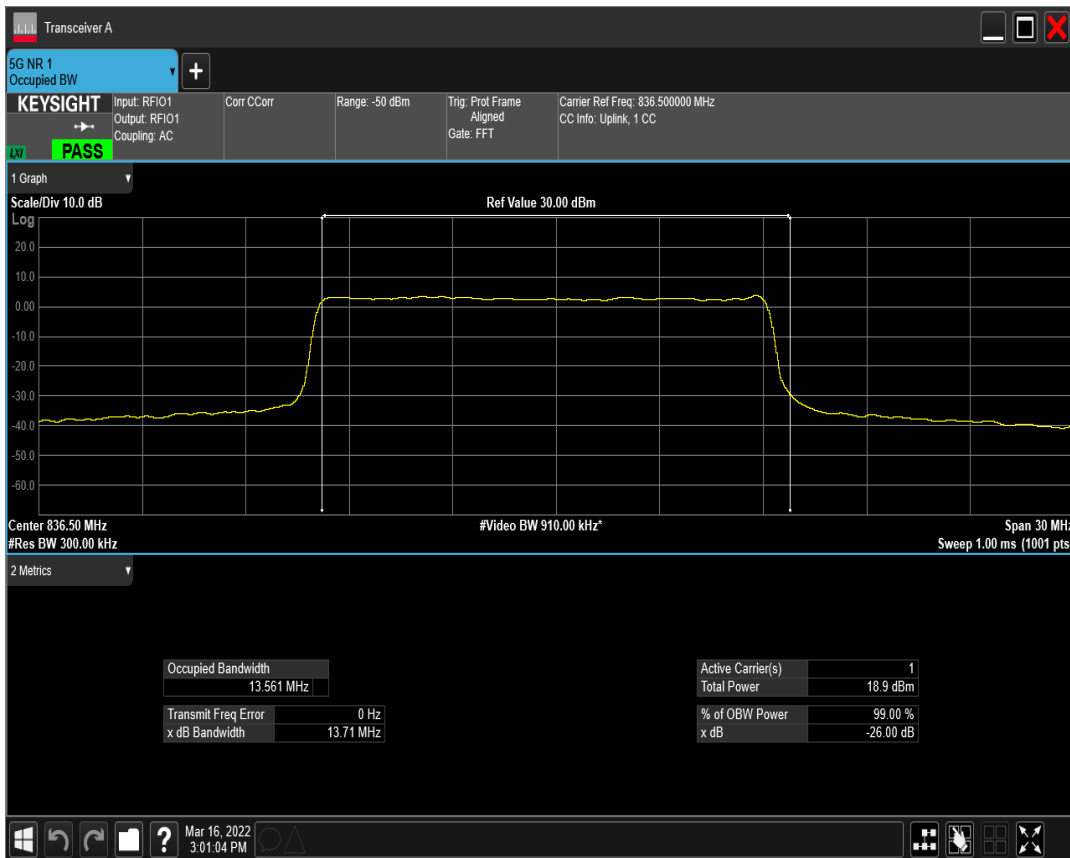 Transceiver A
5G NR 1
Occupied BW
KEYSIGHT
LXI
PASS
Input: RFIO1
Output: RFIO1
Coupling: AC
Corr CCorr
Range: -50 dBm
Trig: Prot Frame
Aligned
Gate: FFT
Carrier Ref Freq: 836.500000 MHz
CC Info: Uplink, 1 CC
1 Graph
Scale/Div 10.0 dB
Ref Value 30.00 dBm
Log
20.0
10.0
0.00
-10.0
-20.0
-30.0
-40.0
-50.0
-60.0
Center 836.50 MHz
#Video BW 910.00 kHz*
Span 30 MHz
#Res BW 300.00 kHz
Sweep 1.00 ms (1001 pts
2 Metrics
Occupied Bandwidth
13.561 MHz
Transmit Freq Error 0 Hz
x dB Bandwidth 13.71 MHz
Active Carrier(s) 1
Total Power 18.9 dBm
% of OBW Power 99.00 %
x dB -26.00 dB
Mar 16, 2022
3:01:04 PM